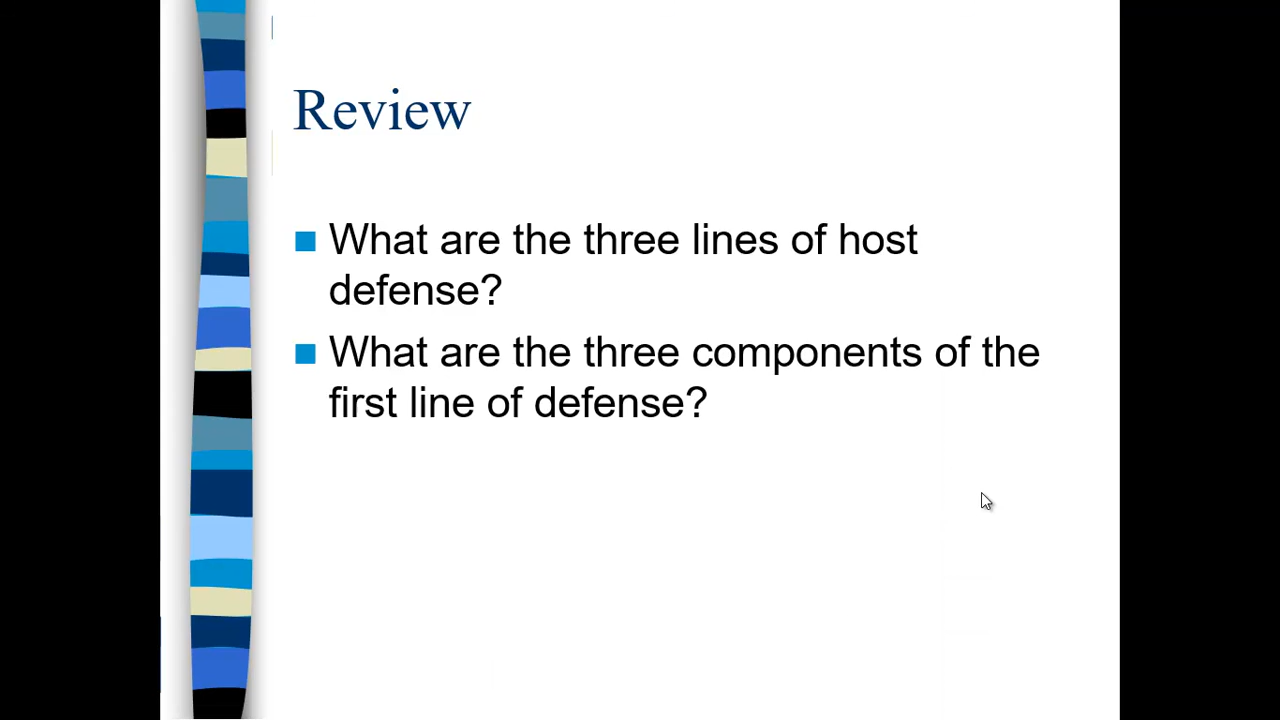 Review
What are the three lines of host
defense?
What are the three components of the
first line of defense?